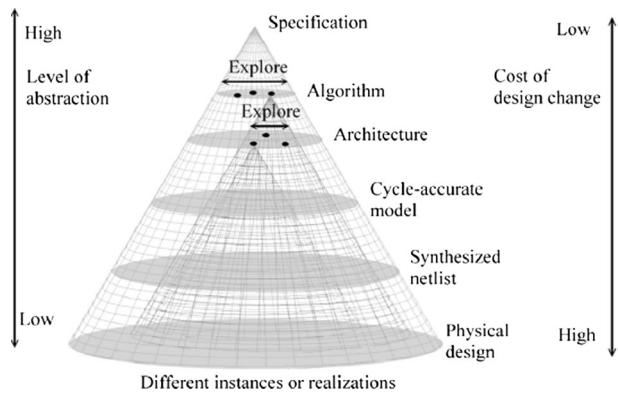 Specification
High
Low
Explore
Level of
abstraction
Cost of
design change
Algorithm
Explore
Architecture
Cycle-accurate
model
Synthesized
netlist
Low
Physical
design
High
Different instances or realizations